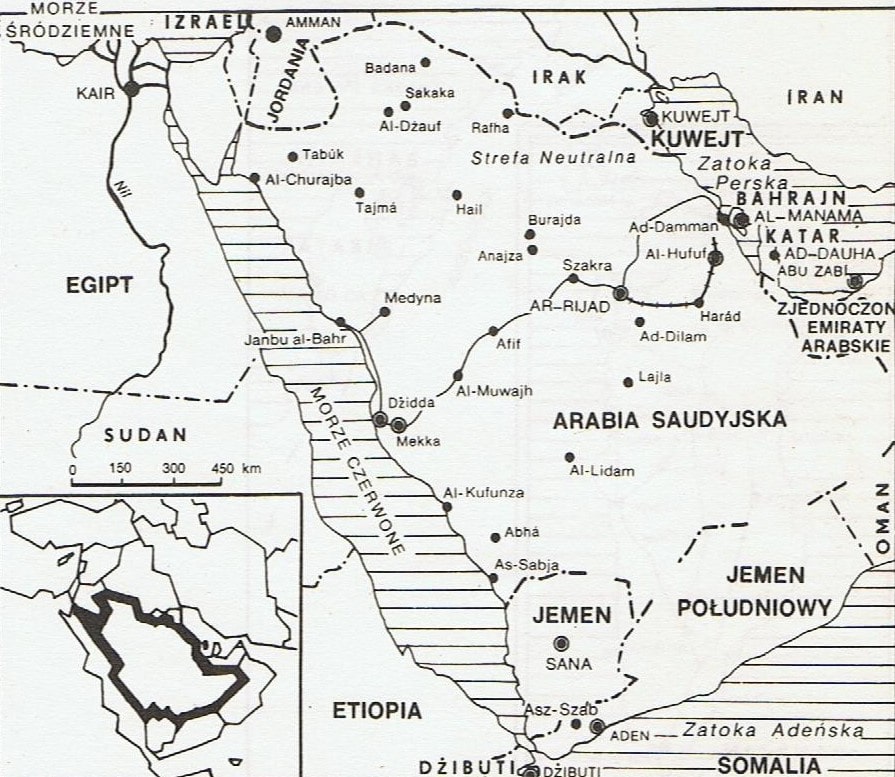 MORZE
ŚRÓDZIEMNE
IZRAEL
AMMAN
JORDANIA
KAIR
Nil
Badana
Sakaka
Al-Dżauf
Rafha
IRAK
IRAN
KUWEJT
KUWEJT
Strefa Neutralna
Zatoka
Perska
Tabúk
Al-Churajba
Tajmá
Hail
Burajda
Anajza
BAHRAJN
AL-MANAMA
Ad-Damman
KATAR
AD-DAUHA
Al-Hufuf
ABU ZABI
Szakra
AR-RIJAD
Harád
ZJEDNOCZON
EMIRATY
ARABSKIE
EGIPT
Medyna
Janbu al-Bahr
Afif
Ad-Dilam
Al-Muwajh
Lajla
Dżidda
Mekka
ARABIA SAUDYJSKA
SUDAN
0 150 300 450 km
MORZE CZERWONE
Al-Lidam
Al-Kufunza
Abhá
As-Sabja
OMAN
JEMEN
POŁUDNIOWY
JEMEN
SANA
ETIOPIA
Asz-Szab
ADEN
Zatoka Adeńska
DŻIBUTI
DŻIBUTI
SOMALIA